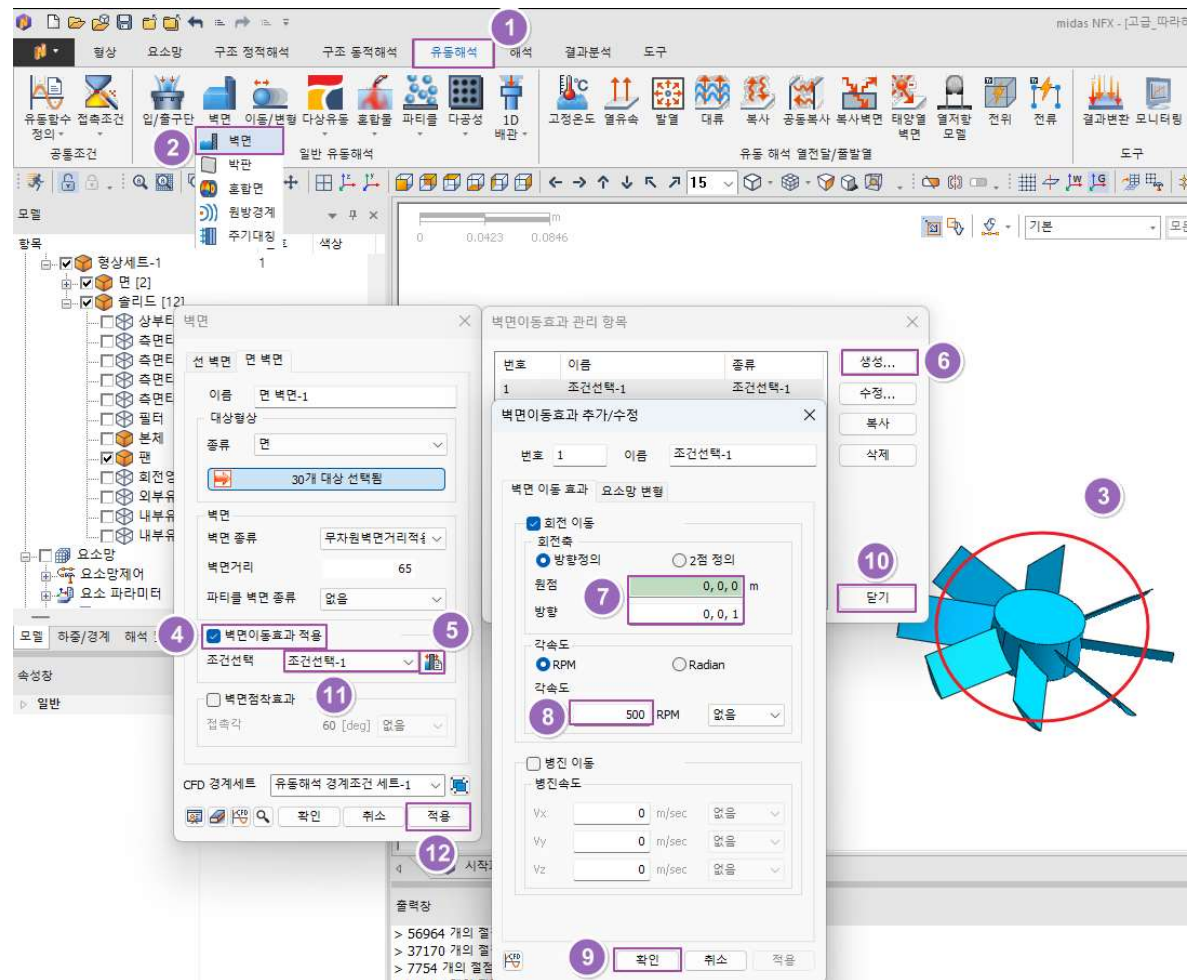 1
midas NFX - [고급_따라하
형상 요소망 구조 정적해석 구조 동적해석 유동해석 해석 결과분석 도구
유동함수 정의 접촉조건 입/출구단 벽면 이동/변형 다상유동 혼합물 파티클 다공성 1D 배관 고정온도 열유속 발열 대류 복사 공동복사 복사벽면 태양열 벽면 열저항 모델 전위 전류 결과변환 모니터링
공통조건 일반 유동해석 유동 해석 열전달/줄발열 도구
2
벽면
박판
혼합면
원방경계
주기대칭
15
모델
항목 색상
0 0.0423 0.0846 m
기본
형상세트-1 1
면 [2]
솔리드 [12]
상부
측면
측면
측면
측면
필터
본체
팬
회전영
외부유
내부유
내부유
요소망
요소망제어
요소 파라미터
모델 하중/경계 해석
속성창
일반
벽면
선 벽면 면 벽면
이름 면 벽면-1
대상형상
종류 면
30개 대상 선택됨
벽면
벽면 종류 무차원벽면거리적용
벽면거리 65
파티클 벽면 종류 없음
4 벽면이동효과 적용 5
조건선택 조건선택-1
11
벽면점착효과
접촉각 60 [deg] 없음
CFD 경계세트 유동해석 경계조건 세트-1
확인 취소 적용
12
벽면이동효과 관리 항목
번호 이름 종류
1 조건선택-1 조건선택-1
생성... 6
수정...
복사
삭제
10
닫기
벽면이동효과 추가/수정
번호 1 이름 조건선택-1
벽면 이동 효과 요소망 변형
회전 이동
회전축
방향정의 2점 정의
원점 0, 0, 0 m
7
방향 0, 0, 1
각속도
RPM Radian
각속도
8 500 RPM 없음
병진 이동
병진속도
Vx 0 m/sec 없음
Vy 0 m/sec 없음
Vz 0 m/sec 없음
9 확인 취소 적용
3
출력창
> 56964 개의 절
> 37170 개의 절
> 7754 개의 절점